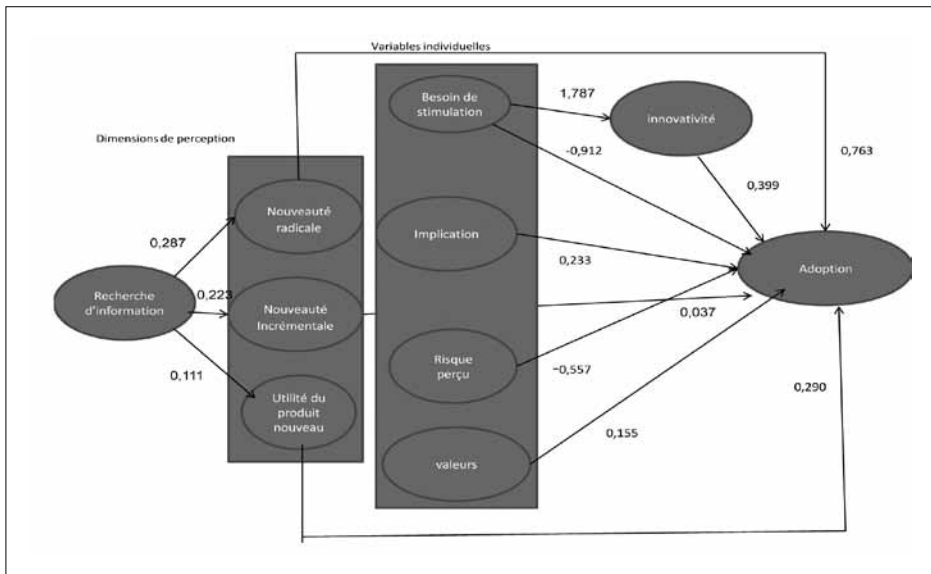 Variables individuelles
Besoin de
stimulation
1,787
innovativité
Dimensions de perception
-0,912
0,763
0,399
Nouveauté
radicale
0,287
Implication
0,233
Adoption
Recherche
d'information
0,223
Nouveauté
Incrémentale
0,037
Risque
perçu
-0,557
0,111
0,290
Utilité du
produit
nouveau
0,155
valeurs